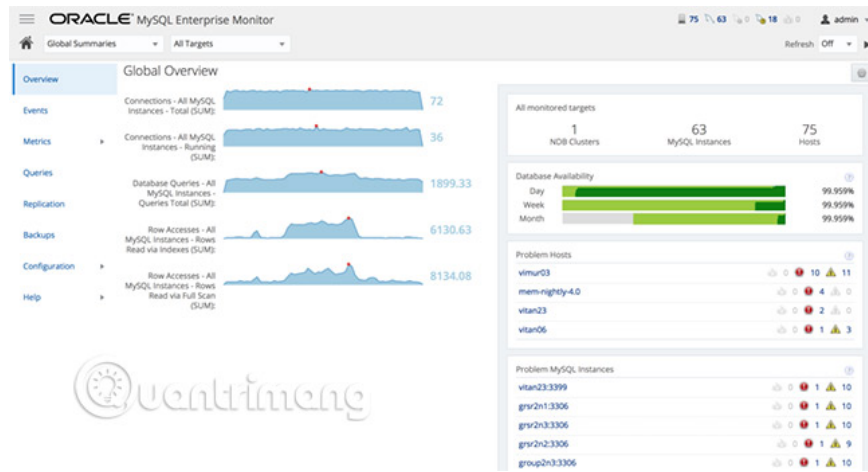 ORACLE MySQL Enterprise Monitor
75 63 0 18 0 admin
Global Summaries All Targets Refresh Off
Overview
Events
Metrics
Queries
Replication
Backups
Configuration
Help
Global Overview
Connections - All MySQL
Instances - Total (SUM):
72
Connections - All MySQL
Instances - Running
(SUM):
36
Database Queries - All
MySQL Instances -
Queries Total (SUM):
1899.33
Row Accesses - All
MySQL Instances - Rows
Read via Indexes (SUM):
6130.63
Row Accesses - All
MySQL Instances - Rows
Read via Full Scan
(SUM):
8134.08
All monitored targets
1 63 75
NDB Clusters MySQL Instances Hosts
Database Availability
Day 99.959%
Week 99.959%
Month 99.959%
Problem Hosts
vimur03 0 10 11
mem-nightly-4.0 0 4 0
vitan23 0 2 0
vitan06 0 1 3
Problem MySQL Instances
vitan23:3399 0 1 10
grsr2n1:3306 0 1 10
grsr2n3:3306 0 1 10
grsr2n2:3306 0 1 9
group2n3:3306 0 1 10
Quantrimang